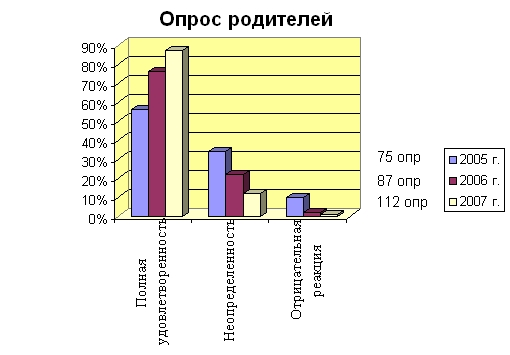 Опрос родителей
90%
80%
70%
60%
50%
40%
30%
20%
10%
0%
Полная
удовлетворенность
Неопределенность
Отрицательная
реакция
75 опр
87 опр
112 опр
2005 г.
2006 г.
2007 г.